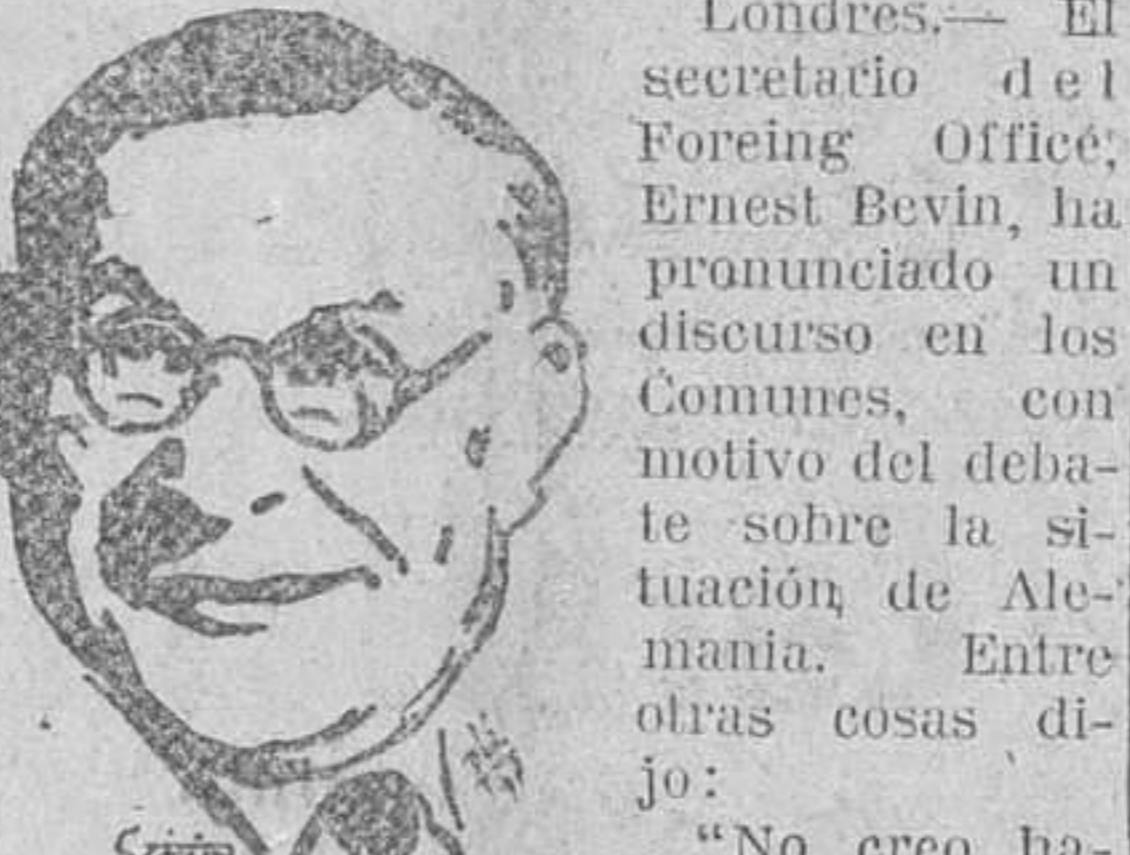 Londres.— El
secretario del
Foreing Office,
Ernest Bevin, ha
pronunciado un
discurso en los
Comunes, con
motivo del deba-
te sobre la si-
tuación de Ale-
mania. Entre
otras cosas di-
jo:
"No creo ha-